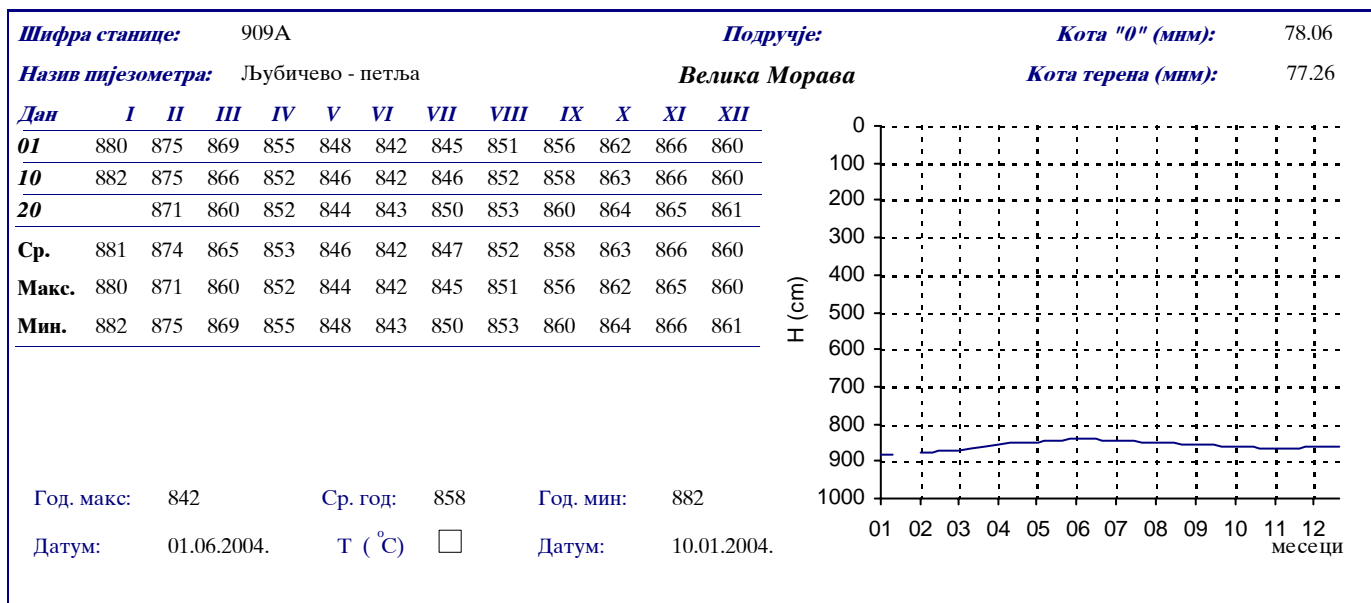 Шифра станице: 909А Подручје: Кота "0" (мнм): 78.06
Назив пијезометра: Љубичево - петља Велика Морава Кота терена (мнм): 77.26
Дан I II III IV V VI VII VIII IX X XI XII
01 880 875 869 855 848 842 845 851 856 862 866 860
10 882 875 866 852 846 842 846 852 858 863 866 860
20 871 860 852 844 843 850 853 860 864 865 861
Ср. 881 874 865 853 846 842 847 852 858 863 866 860
Макс. 880 871 860 852 844 842 845 851 856 862 865 860
Мин. 882 875 869 855 848 843 850 853 860 864 866 861
0
100
200
300
400
500
600
700
800
900
1000
H (cm)
01 02 03 04 05 06 07 08 09 10 11 12
месеци
Год. макс: 842 Ср. год: 858 Год. мин: 882
Датум: 01.06.2004. Т ( °C) Датум: 10.01.2004.